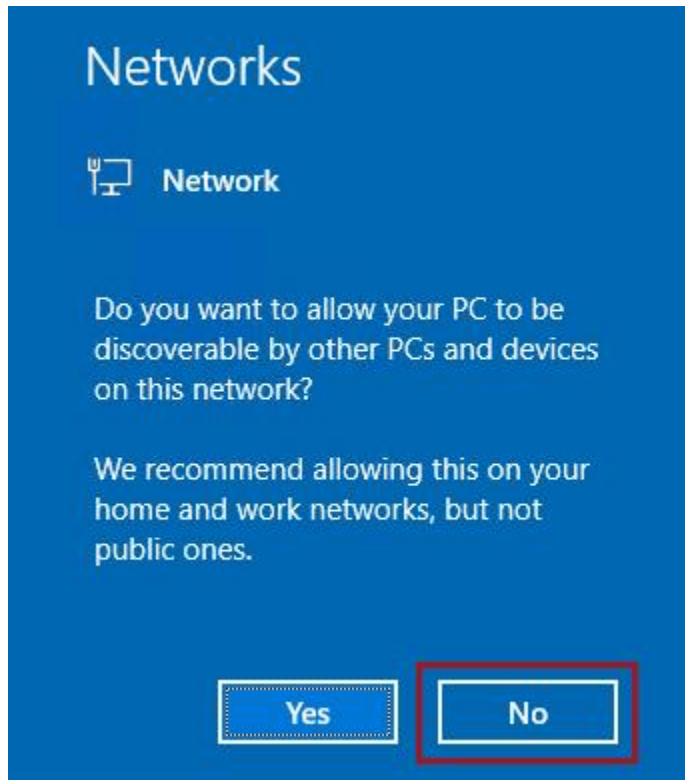 Networks
Network
Do you want to allow your PC to be
discoverable by other PCs and devices
on this network?
We recommend allowing this on your
home and work networks, but not
public ones.
Yes
No